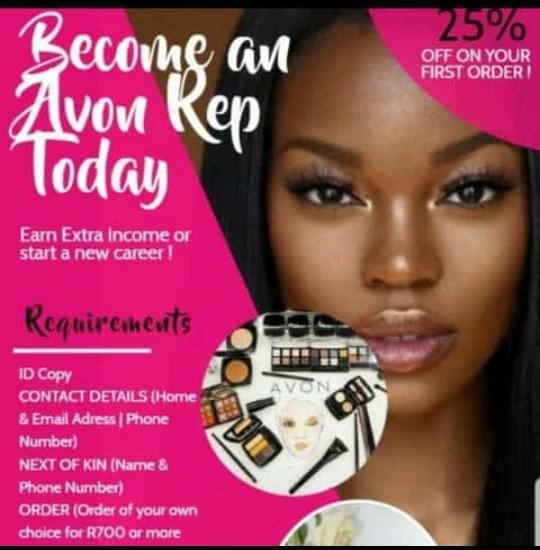 Become an
Avon Rep
Today
25%
OFF ON YOUR
FIRST ORDER !
Earn Extra Income or
start a new career !
Requirements
ID Copy
CONTACT DETAILS (Home
& Email Adress | Phone
Number)
NEXT OF KIN (Name &
Phone Number)
ORDER (Order of your own
choice for R700 or more
AVON